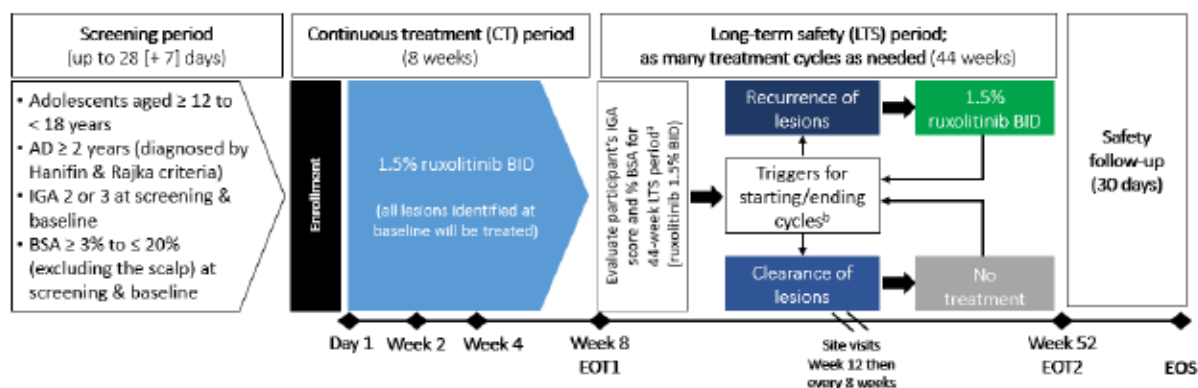 Screening period
(up to 28 [+ 7] days)
• Adolescents aged ≥ 12 to
< 18 years
• AD ≥ 2 years (diagnosed by
Hanifin & Rajka criteria)
• IGA 2 or 3 at screening &
baseline
• BSA ≥ 3% to ≤ 20%
(excluding the scalp) at
screening & baseline
Continuous treatment (CT) period
(8 weeks)
Enrollment
1.5% ruxolitinib BID
(all lesions identified at
baseline will be treated)
Long-term safety (LTS) period;
as many treatment cycles as needed (44 weeks)
Evaluate participant's IGA
score and % BSA for
44-week LTS periodᵃ
(ruxolitinib 1.5% BID)
Recurrence of
lesions
1.5%
ruxolitinib BID
Triggers for
starting/ending
cyclesᵇ
Clearance of
lesions
No
treatment
Safety
follow-up
(30 days)
Day 1
Week 2
Week 4
Week 8
EOT1
Site visits
Week 12 then
every 8 weeks
Week 52
EOT2
EOS